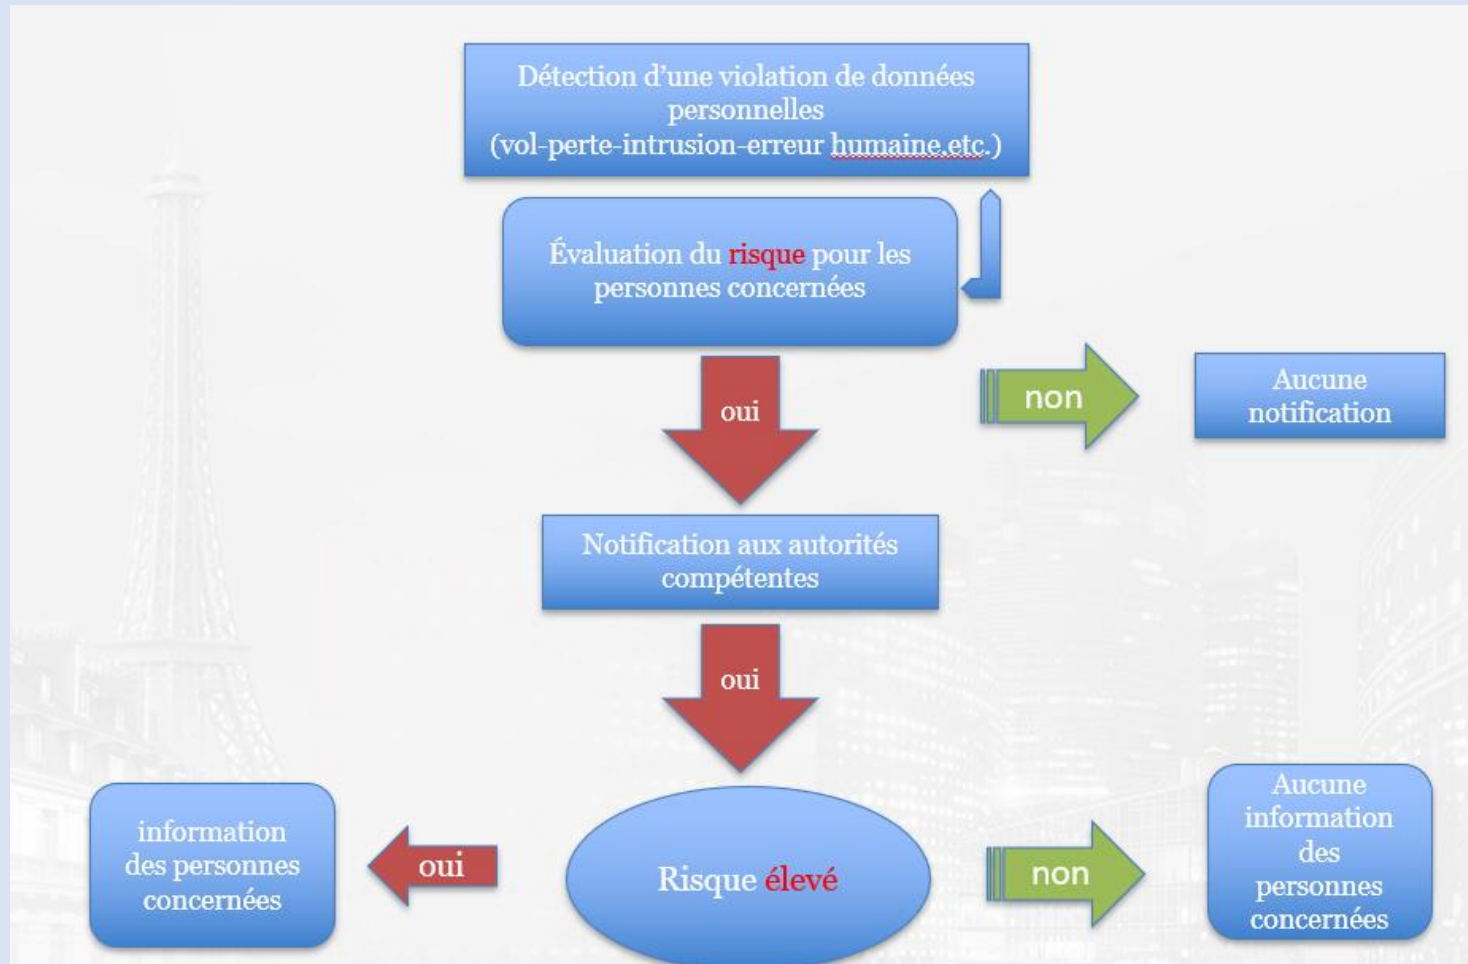 Détection d'une violation de données
personnelles
(vol-perte-intrusion-erreur humaine,etc.)
Évaluation du risque pour les
personnes concernées
oui
non
Aucune
notification
Notification aux autorités
compétentes
oui
information
des personnes
concernées
oui
Risque élevé
non
Aucune
information
des
personnes
concernées